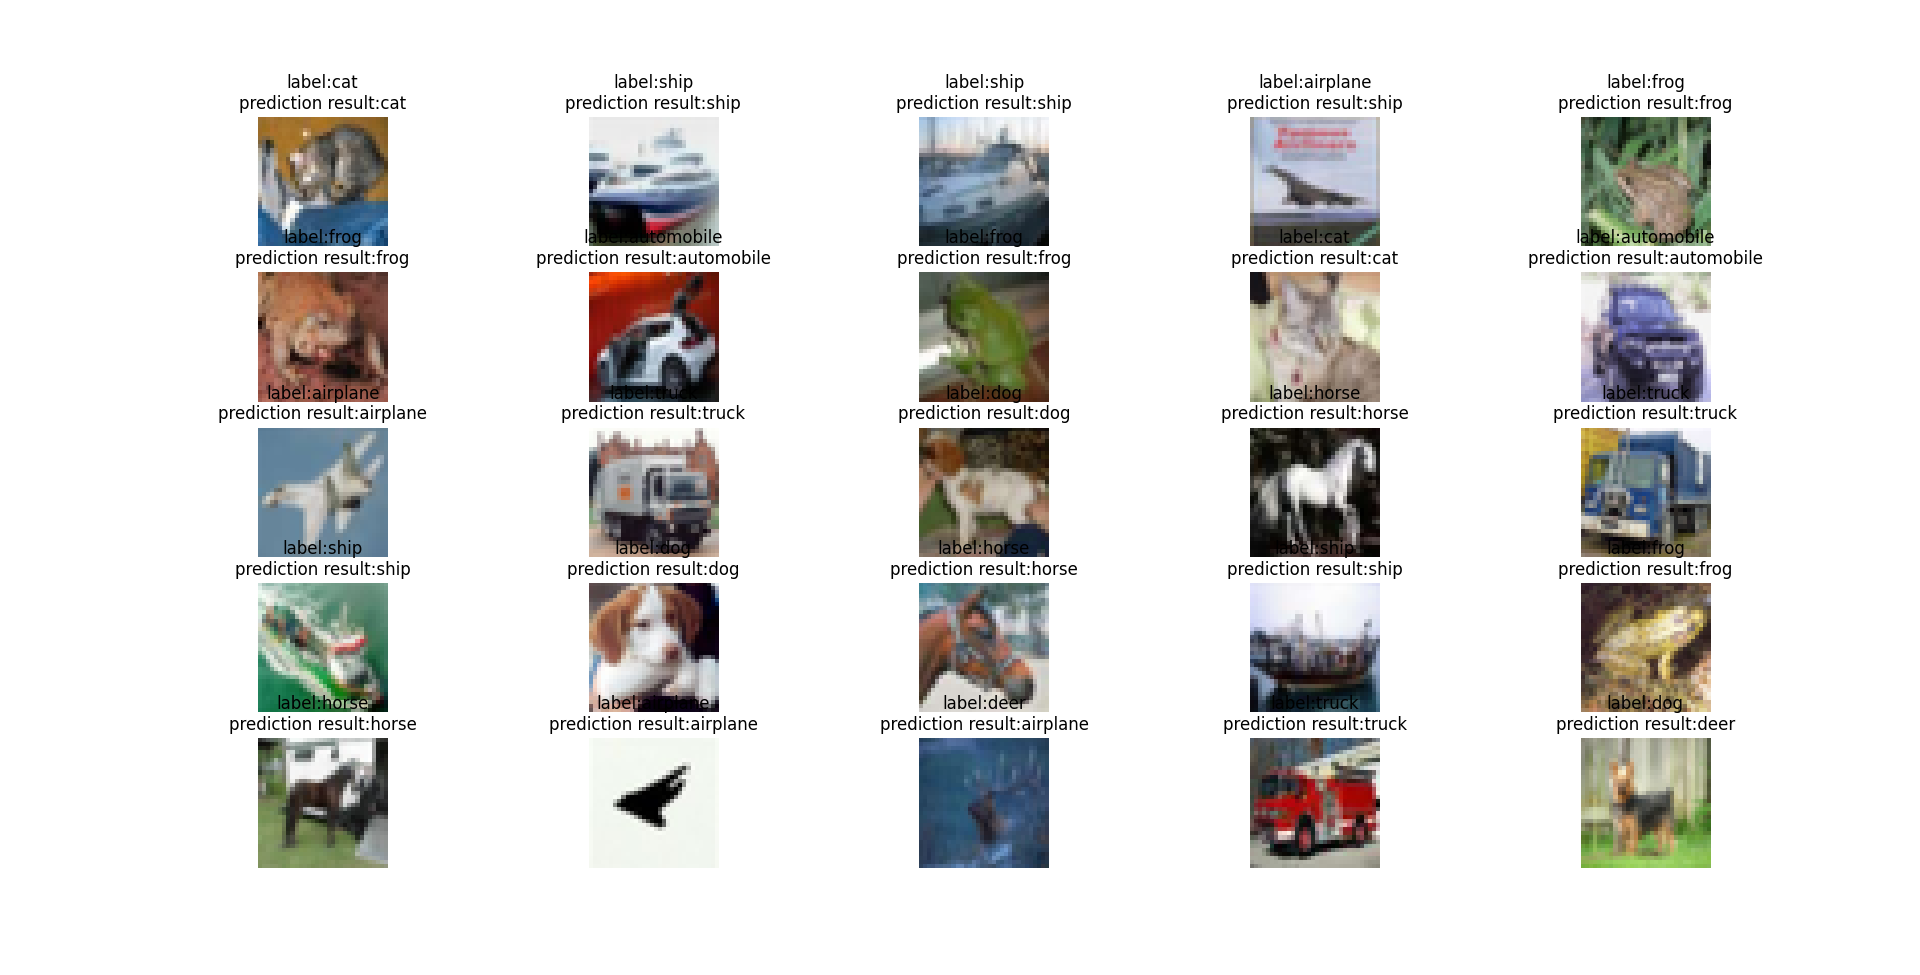 label:cat
prediction result:cat
label:ship
prediction result:ship
label:ship
prediction result:ship
label:airplane
prediction result:ship
label:frog
prediction result:frog
label:frog
prediction result:frog
label:automobile
prediction result:automobile
label:frog
prediction result:frog
label:cat
prediction result:cat
label:automobile
prediction result:automobile
label:airplane
prediction result:airplane
label:truck
prediction result:truck
label:dog
prediction result:dog
label:horse
prediction result:horse
label:truck
prediction result:truck
label:ship
prediction result:ship
label:dog
prediction result:dog
label:horse
prediction result:horse
label:ship
prediction result:ship
label:frog
prediction result:frog
label:horse
prediction result:horse
label:airplane
prediction result:airplane
label:deer
prediction result:airplane
label:truck
prediction result:truck
label:dog
prediction result:deer